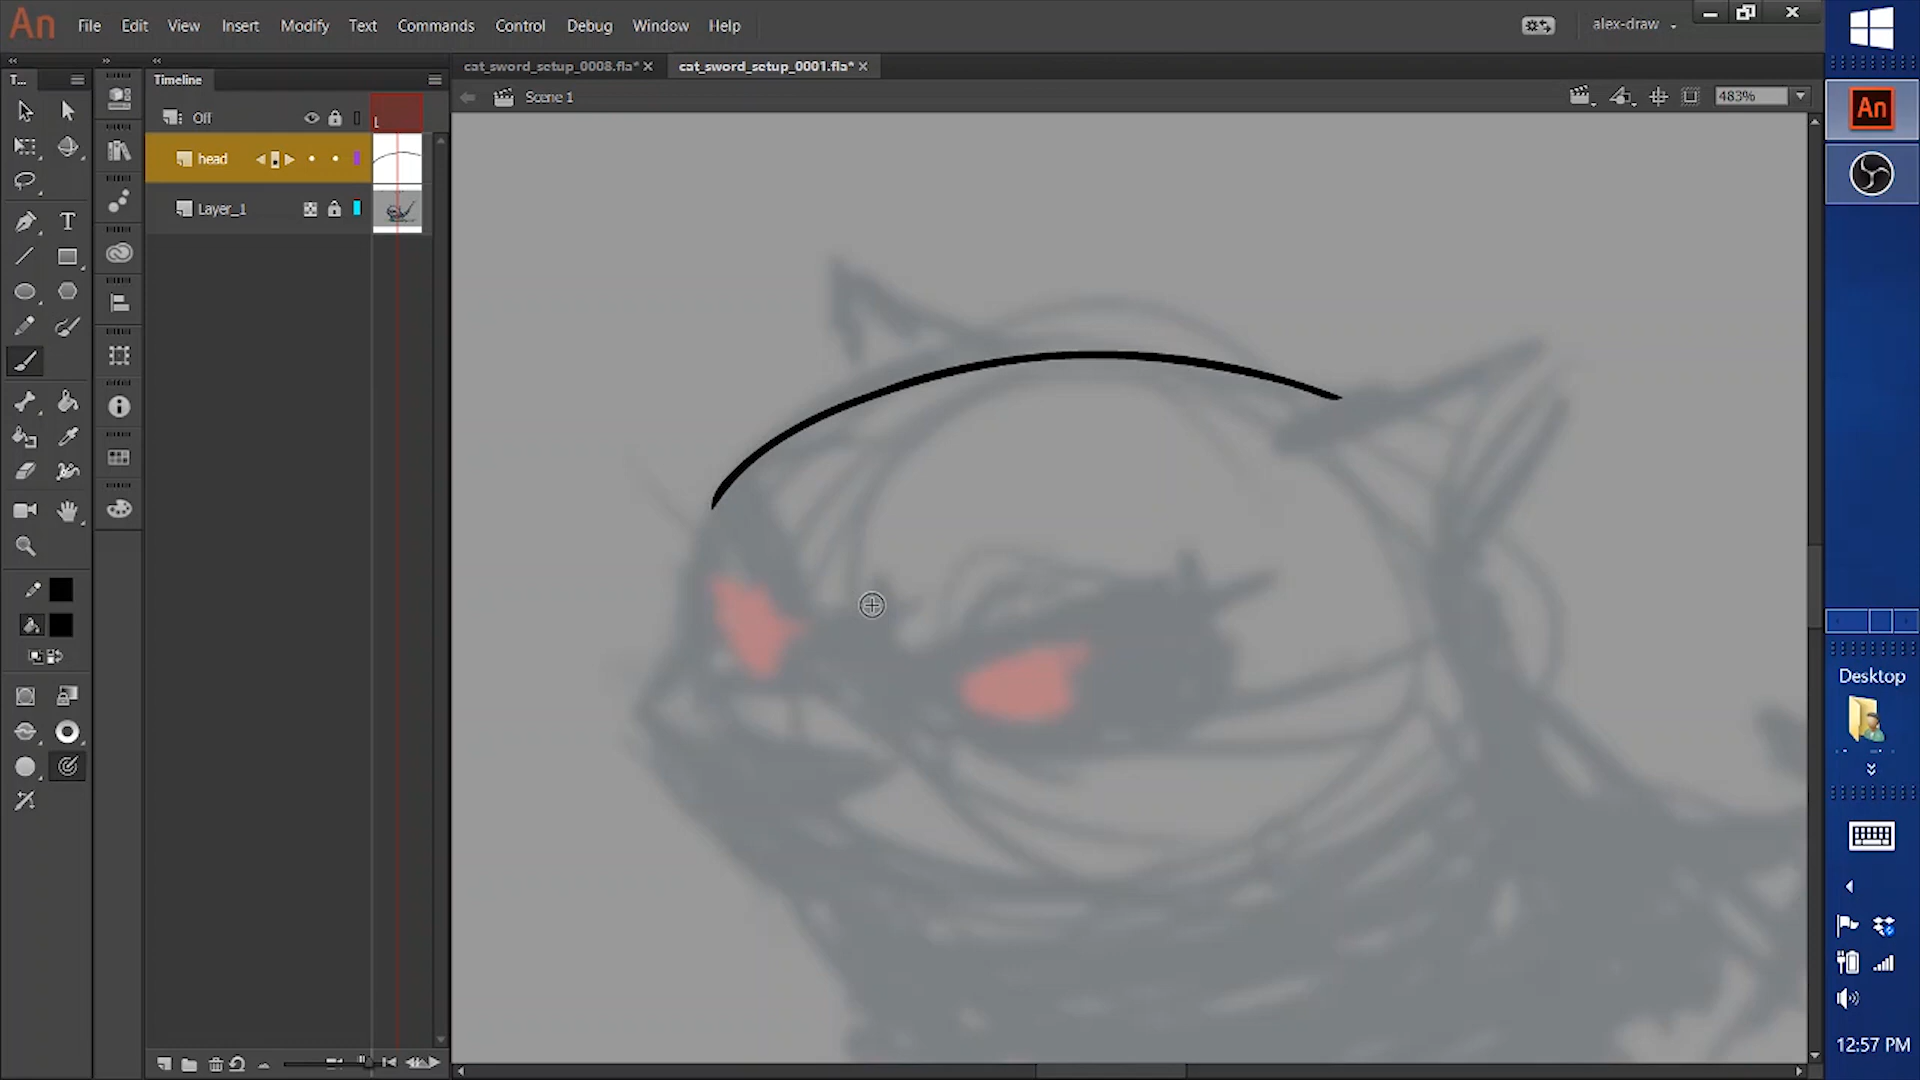 An File Edit View Insert Modify Text Commands Control Debug Window Help alex-draw
T... Timeline cat_sword_setup_0008.fla* cat_sword_setup_0001.fla*
Scene 1 483%
An
Off
head
Layer_1
T
Desktop
12:57 PM